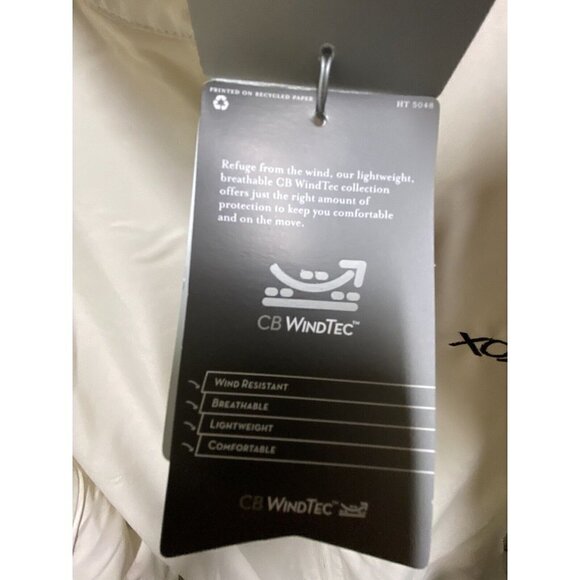 PRINTED ON RECYCLED PAPER
HT 5048
Refuge from the wind, our lightweight,
breathable CB WindTec collection
offers just the right amount of
protection to keep you comfortable
and on the move.
CB WINDTEC™
WIND RESISTANT
BREATHABLE
LIGHTWEIGHT
COMFORTABLE
CB WINDTEC™